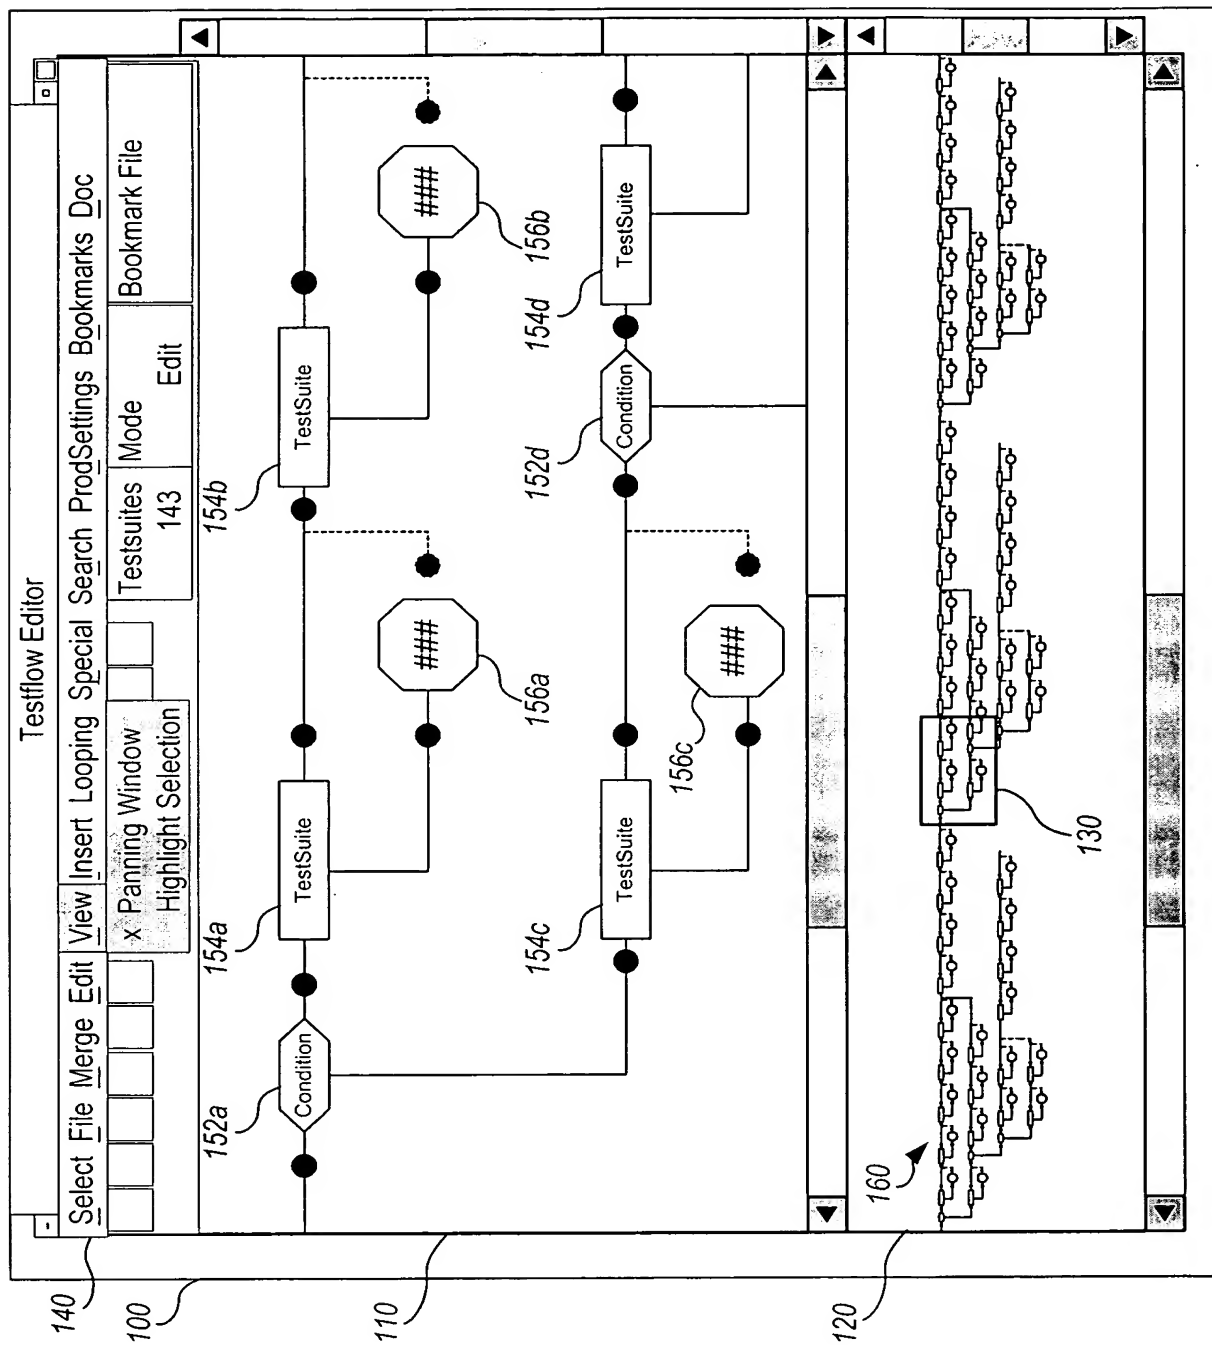 Testflow Editor
Select File Merge Edit View Insert Looping Special Search ProdSettings Bookmarks Doc
x Panning Window
Highlight Selection
Testsuites
143
Mode
Edit
Bookmark File
140
100
110
120
152a
Condition
154a
TestSuite
156a
###
154b
TestSuite
156b
###
154c
TestSuite
156c
###
152d
Condition
154d
TestSuite
160
130